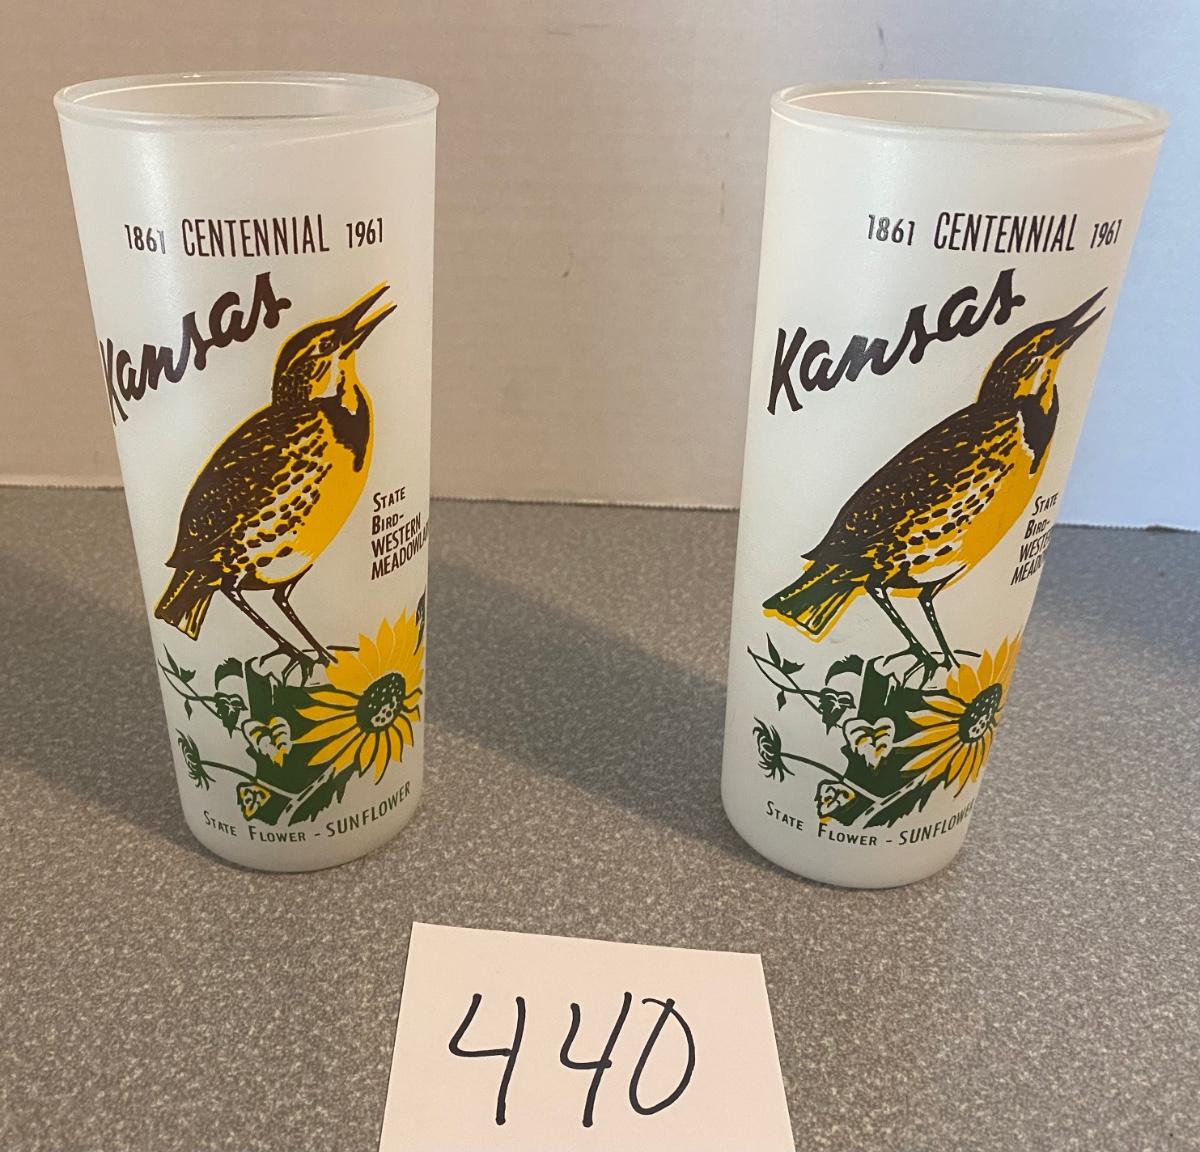 1861 CENTENNIAL 1961
Kansas
STATE
BIRD-
WESTERN
STATE FLOWER - SUNFLOWER
1861 CENTENNIAL 1961
Kansas
STATE
BIRD-
STATE FLOWER - SUNFLOWER
440